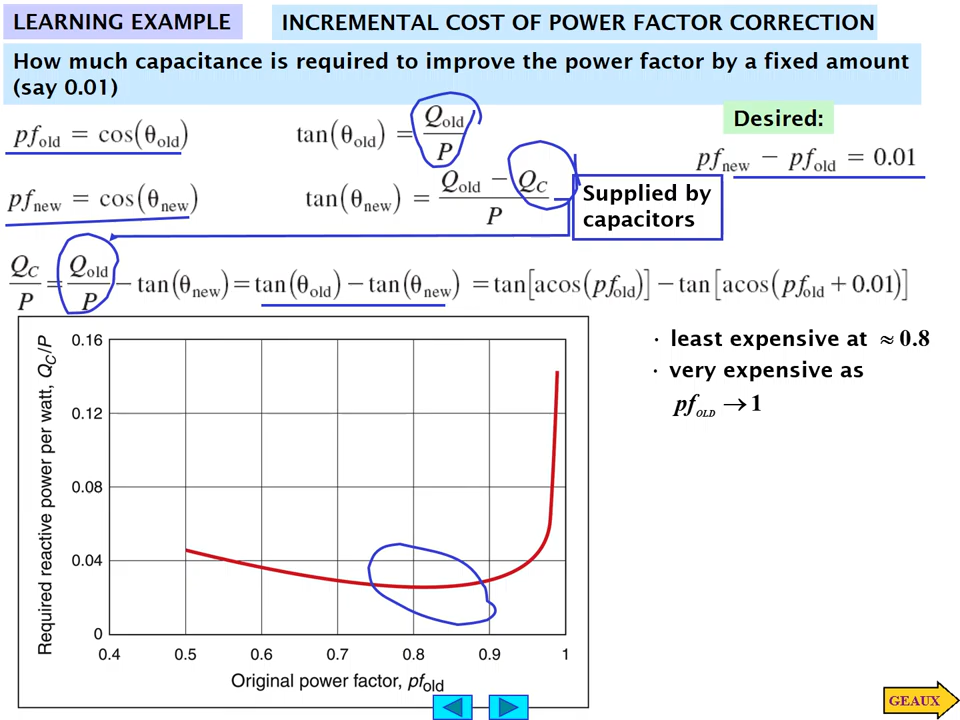 LEARNING EXAMPLE
INCREMENTAL COST OF POWER FACTOR CORRECTION
How much capacitance is required to improve the power factor by a fixed amount
(say 0.01)
pf_old = cos(θ_old)
tan(θ_old) = Q_old / P
Desired:
pf_new − pf_old = 0.01
pf_new = cos(θ_new)
tan(θ_new) = (Q_old − Q_C) / P
Supplied by
capacitors
Q_C / P = Q_old / P − tan(θ_new) = tan(θ_old) − tan(θ_new) = tan[acos(pf_old)] − tan[acos(pf_old + 0.01)]
· least expensive at ≈ 0.8
· very expensive as
pf_OLD → 1
Required reactive power per watt, Q_C/P
0.16
0.12
0.08
0.04
0
0.4 0.5 0.6 0.7 0.8 0.9 1
Original power factor, pf_old
GEAUX